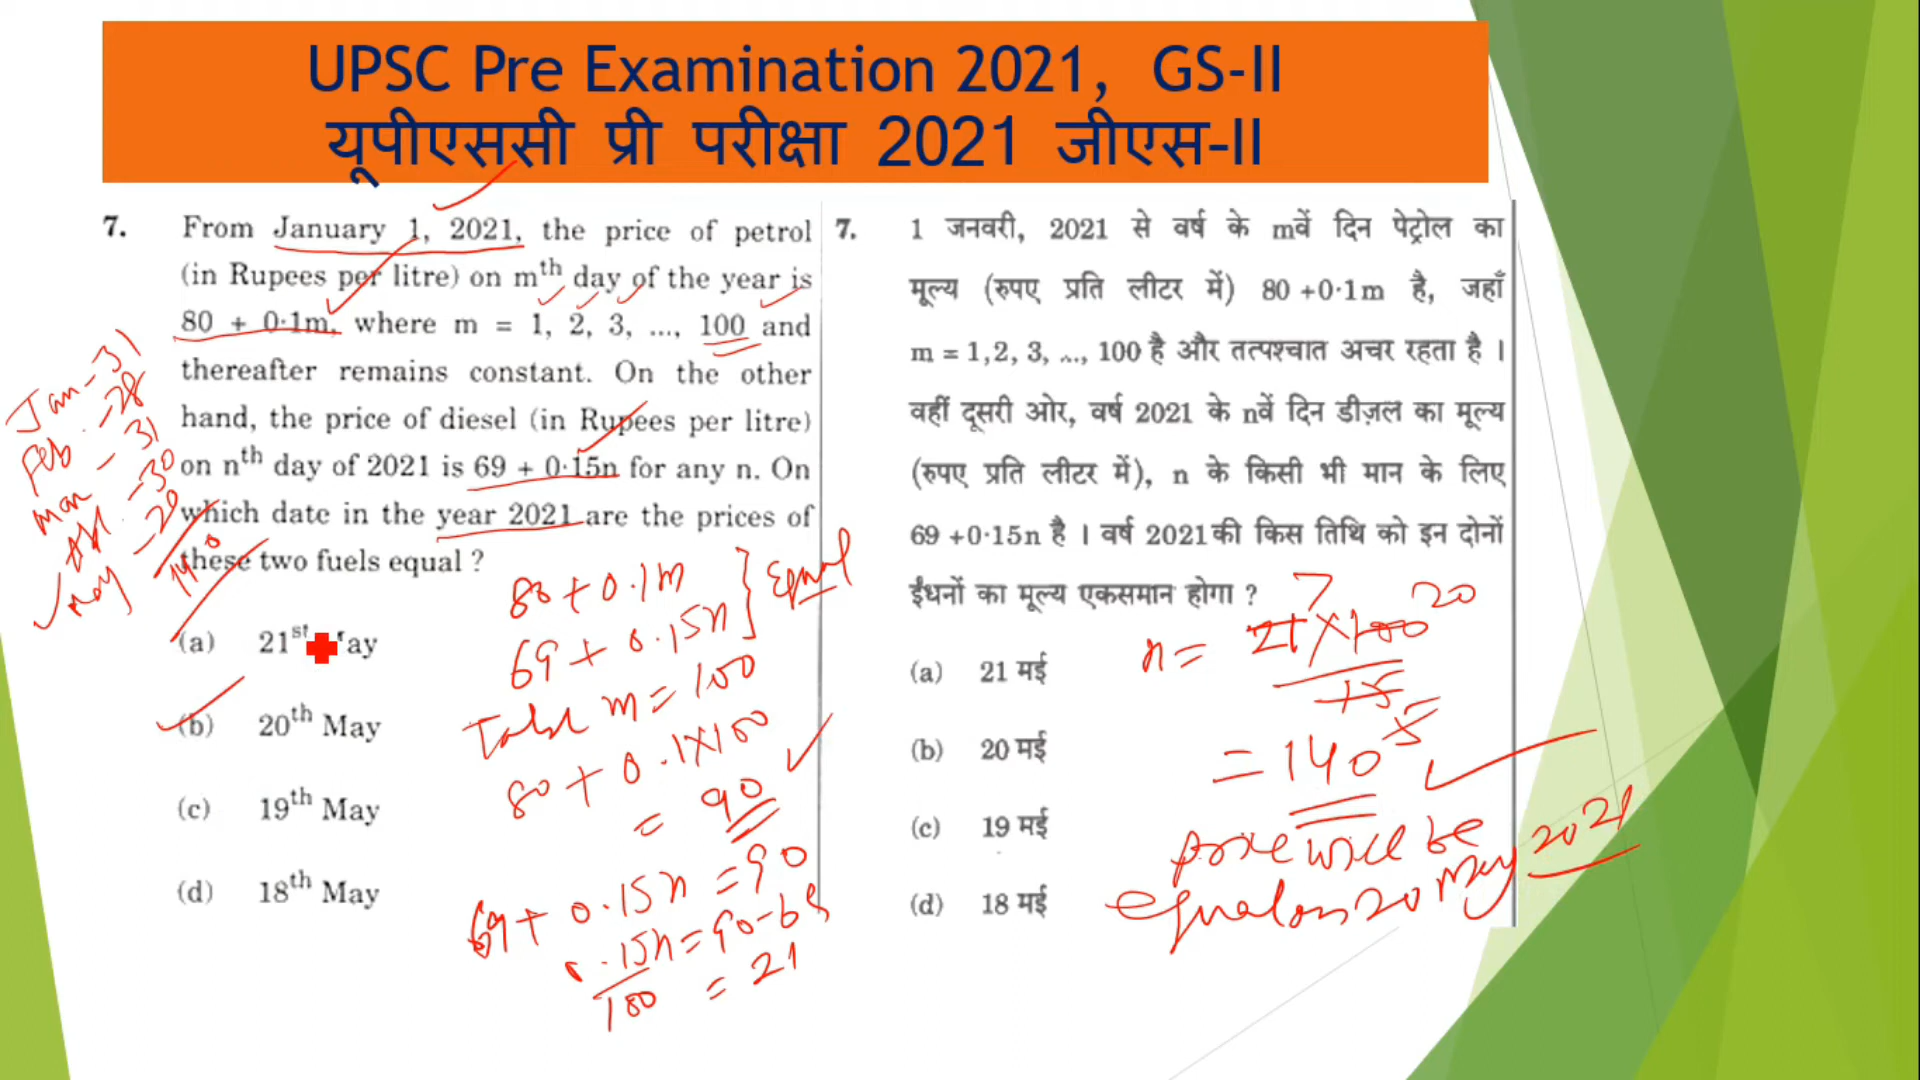 UPSC Pre Examination 2021, GS-II
यूपीएससी प्री परीक्षा 2021 जीएस-II
7. From January 1, 2021, the price of petrol
(in Rupees per litre) on mth day of the year is
80 + 0·1m, where m = 1, 2, 3, ..., 100 and
thereafter remains constant. On the other
hand, the price of diesel (in Rupees per litre)
on nth day of 2021 is 69 + 0·15n for any n. On
which date in the year 2021 are the prices of
these two fuels equal ?
(a) 21st May
(b) 20th May
(c) 19th May
(d) 18th May
Jan - 31
Feb - 28
Mar - 31
- 30
May - 20
140
80 + 0.1m
69 + 0.15n
Equal
Take m = 100
80 + 0.1×100
= 90
69 + 0.15n = 90
0.15n = 90 - 69
100 = 21
7. 1 जनवरी, 2021 से वर्ष के mवें दिन पेट्रोल का
मूल्य (रुपए प्रति लीटर में) 80 +0·1m है, जहाँ
m = 1,2, 3, ..., 100 है और तत्पश्चात अचर रहता है ।
वहीं दूसरी ओर, वर्ष 2021 के nवें दिन डीज़ल का मूल्य
(रुपए प्रति लीटर में), n के किसी भी मान के लिए
69 +0·15n है । वर्ष 2021 की किस तिथि को इन दोनों
ईंधनों का मूल्य एकसमान होगा ?
(a) 21 मई
(b) 20 मई
(c) 19 मई
(d) 18 मई
7 20
n = 21×100
15
5
= 140
price will be
equal on 20 May 2021